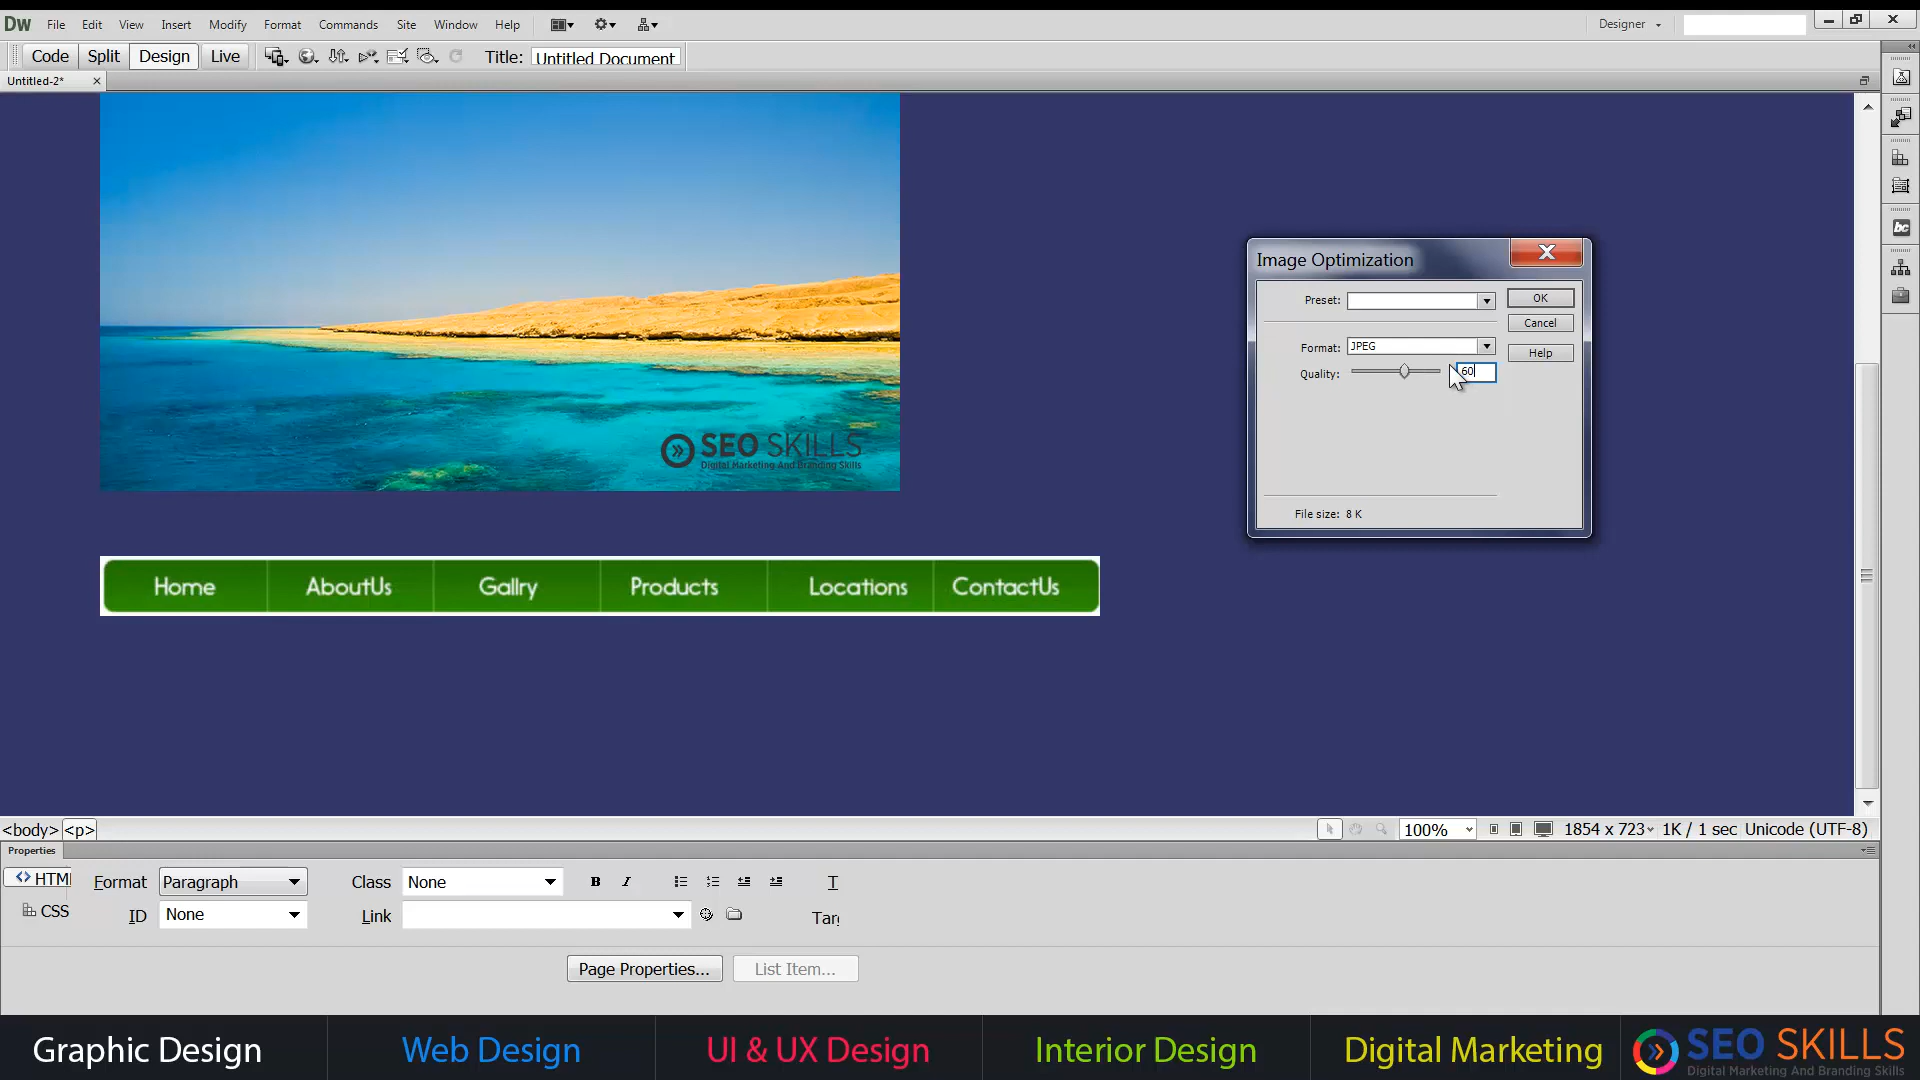 Dw File Edit View Insert Modify Format Commands Site Window Help Designer
Code Split Design Live Title: Untitled Document
Untitled-2*
SEO SKILLS
Digital Marketing And Branding Skills
Image Optimization
Preset:
OK
Cancel
Format: JPEG
Help
Quality: 60
File size: 8 K
Home AboutUs Gallry Products Locations ContactUs
<body> <p> 100% 1854 x 723 1K / 1 sec Unicode (UTF-8)
Properties
HTML Format Paragraph Class None B I T
CSS ID None Link Tar
Page Properties... List Item...
Graphic Design Web Design UI & UX Design Interior Design Digital Marketing SEO SKILLS
Digital Marketing And Branding Skills